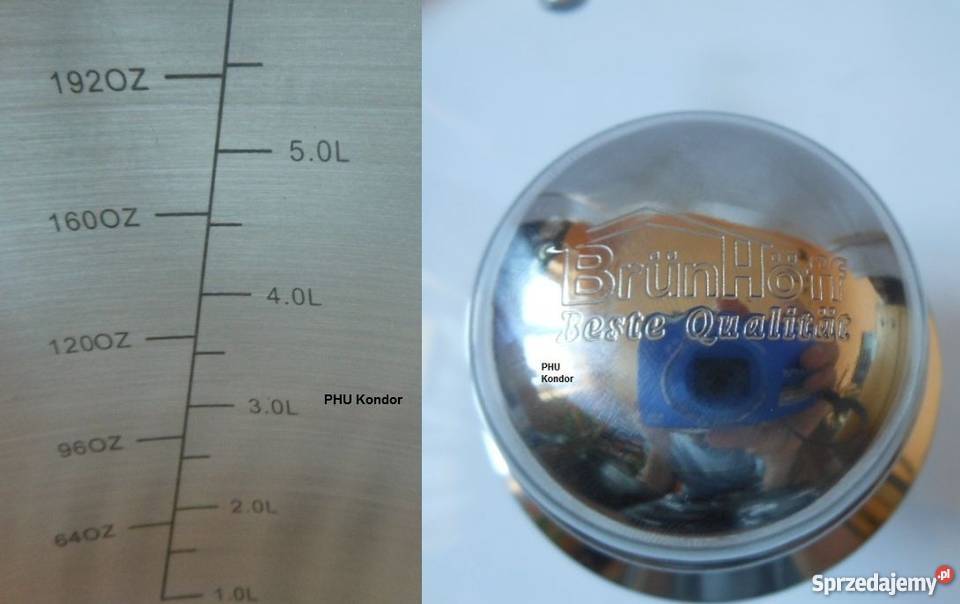 192OZ
5.0L
160OZ
4.0L
120OZ
3.0L
PHU Kondor
96OZ
2.0L
64OZ
1.0L
BrünHöff
Beste Qualität
PHU
Kondor
Sprzedajemy.pl